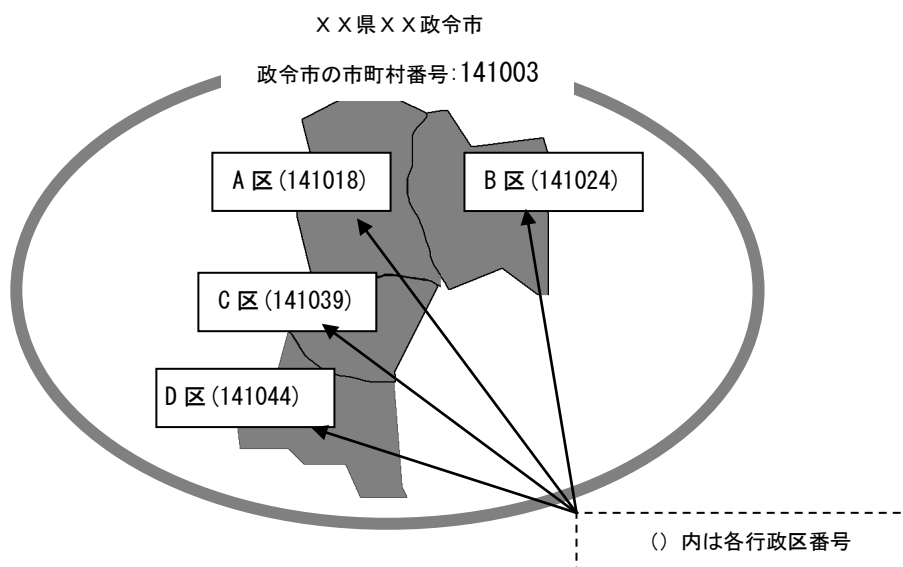 ＸＸ県ＸＸ政令市
政令市の市町村番号：141003
A 区(141018)
B 区(141024)
C 区(141039)
D 区(141044)
() 内は各行政区番号